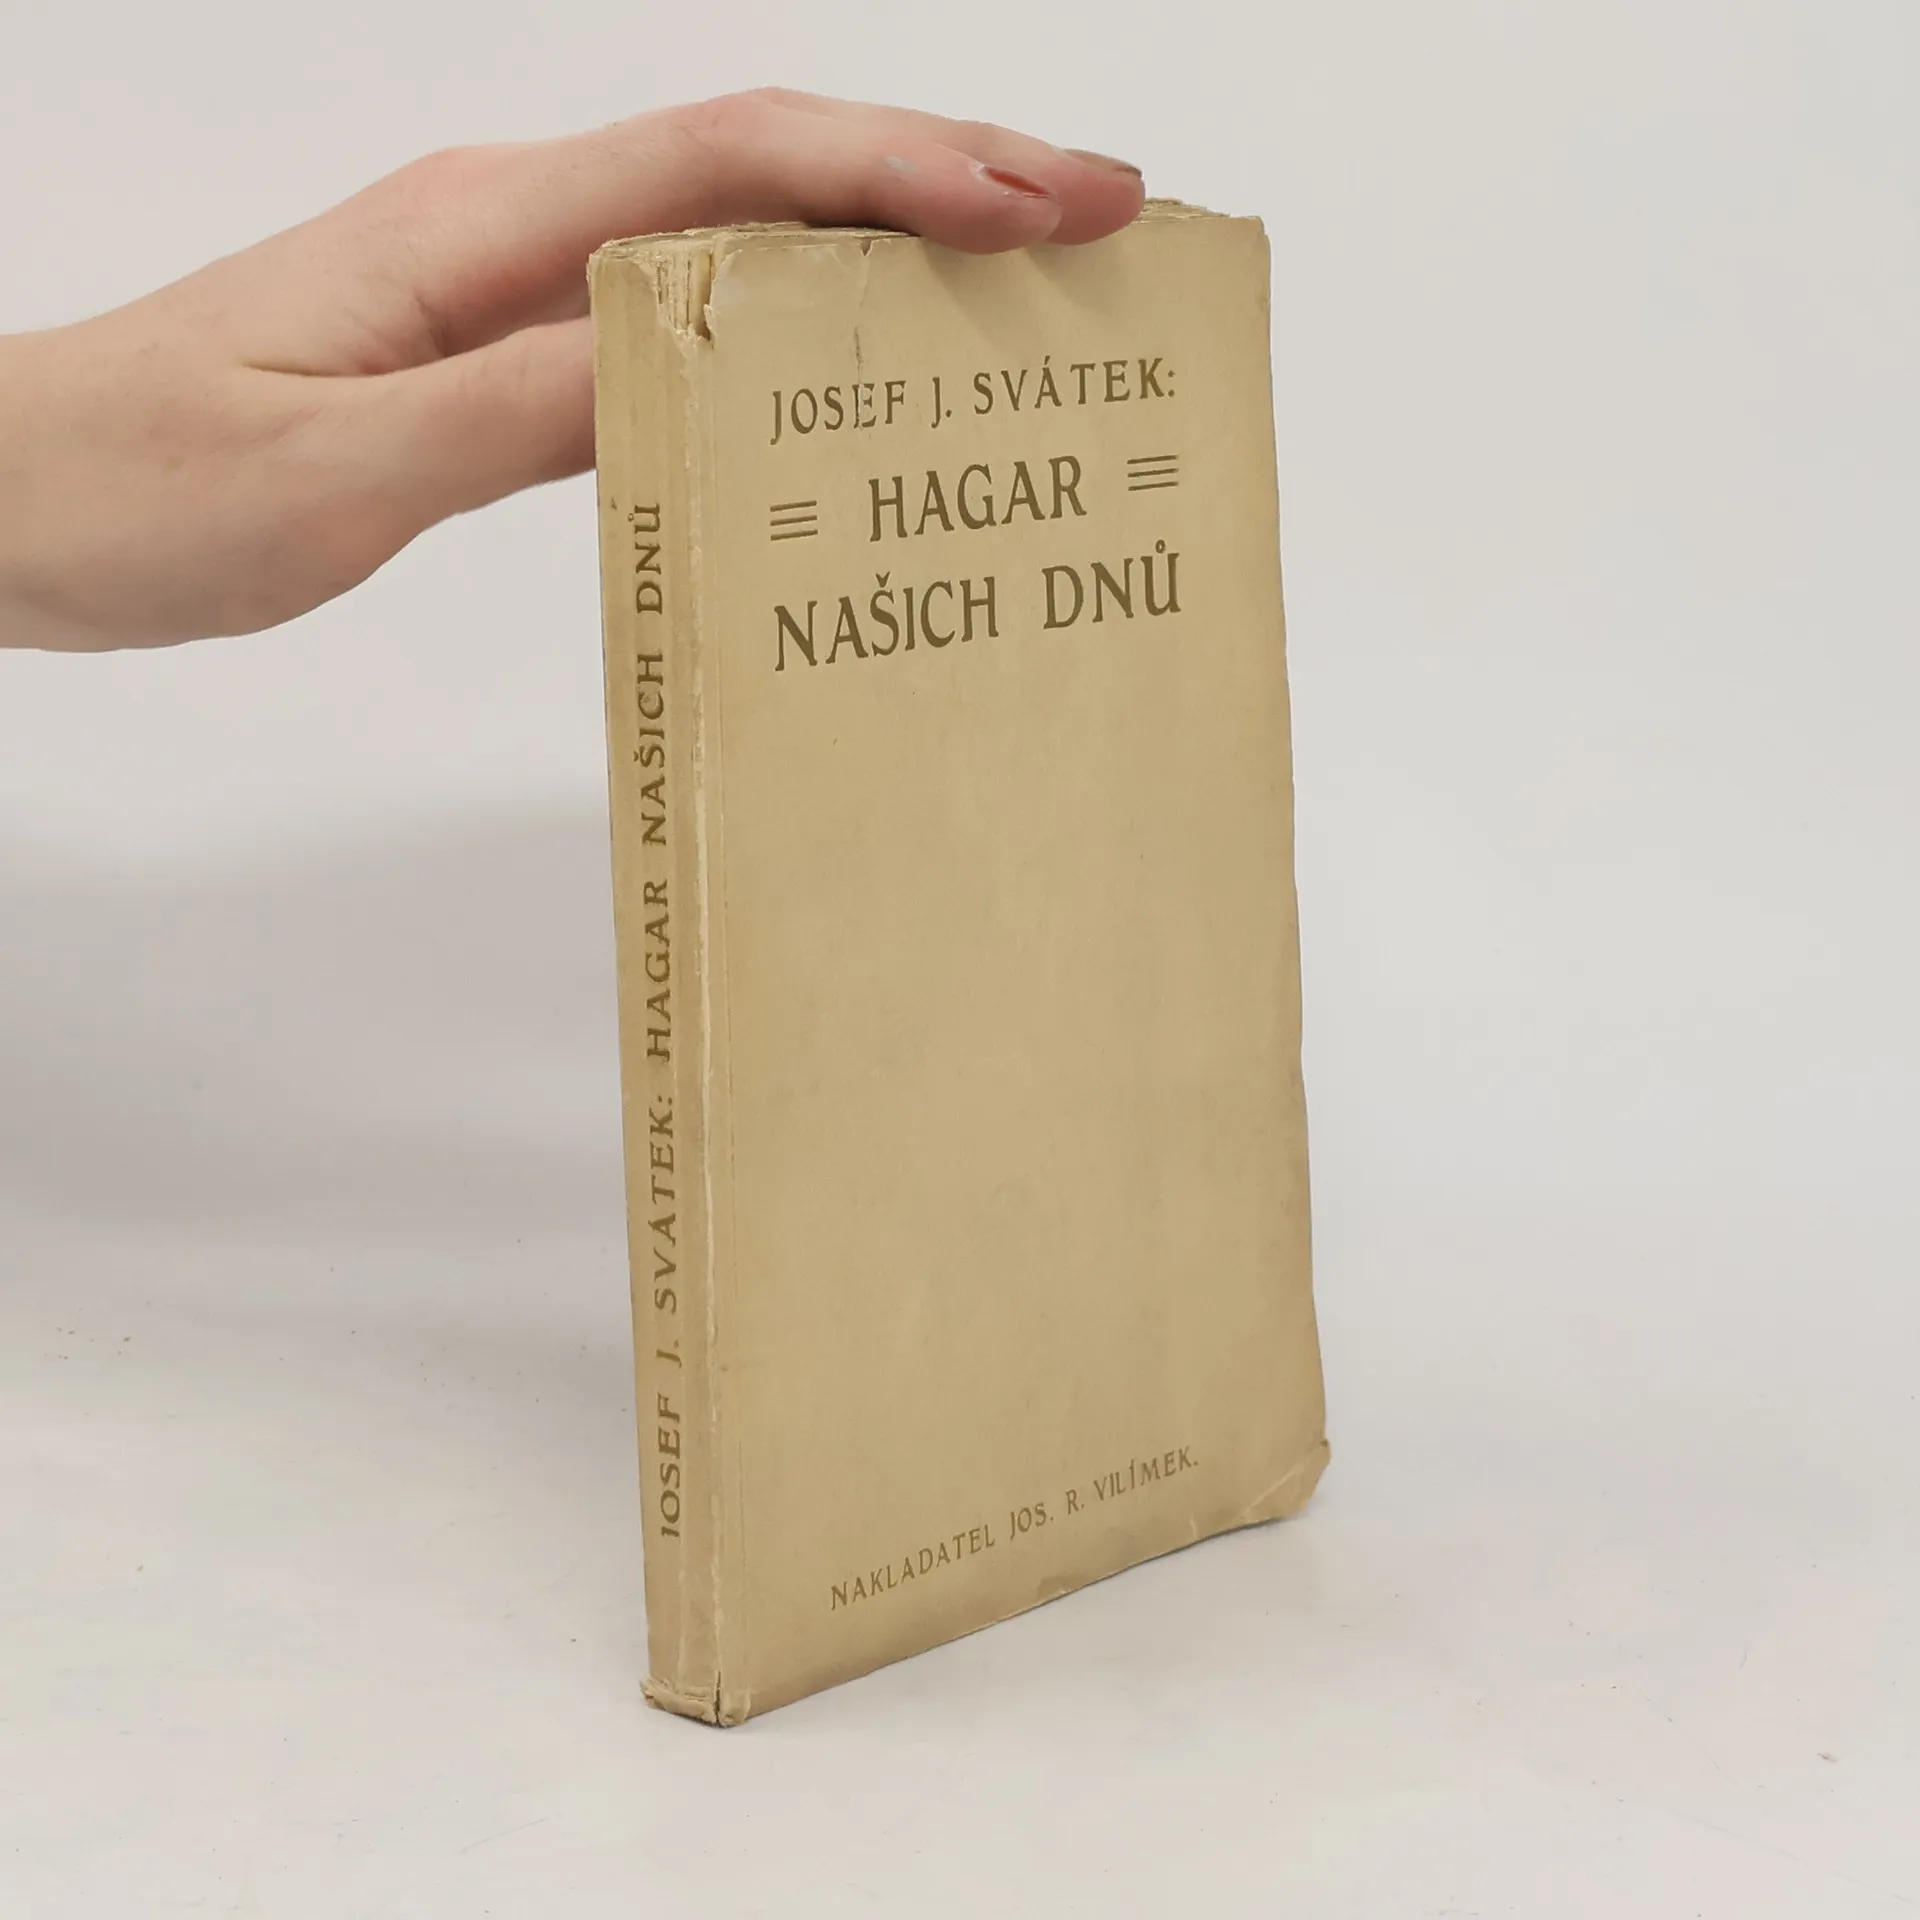 JOSEF J. SVÁTEK:
HAGAR
NAŠICH DNŮ
NAKLADATEL JOS. R. VILÍMEK.
JOSEF J. SVÁTEK: HAGAR NAŠICH DNŮ